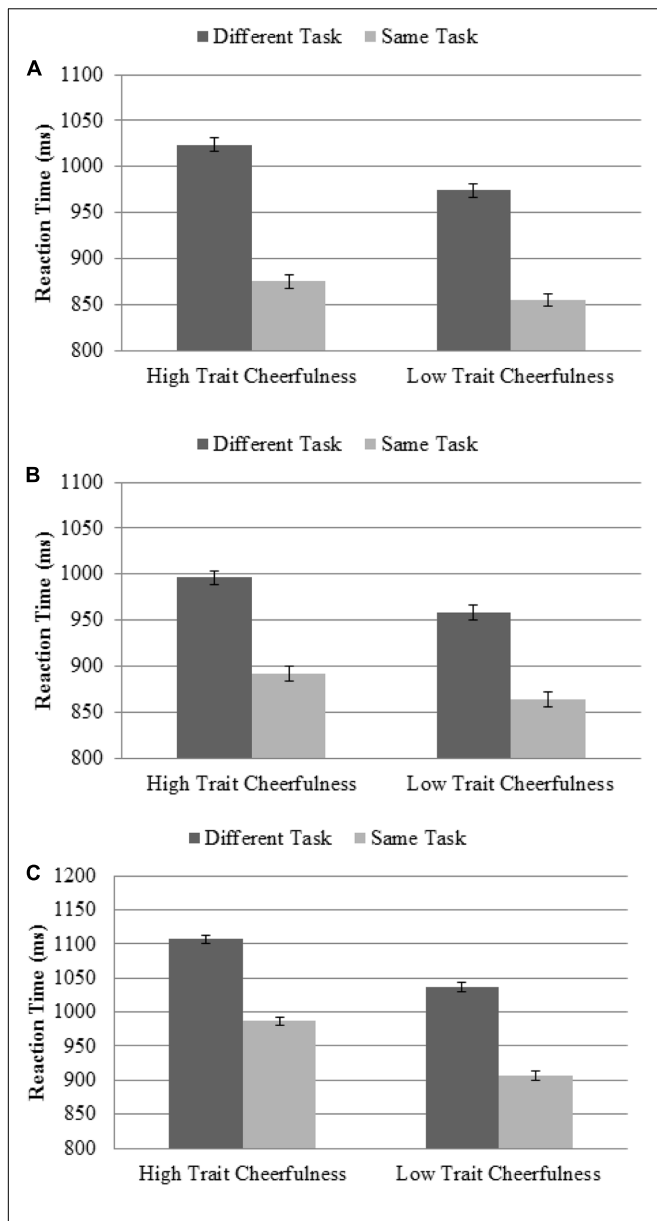 Different Task Same Task
A
1100
1050
1000
950
900
850
800
Reaction Time (ms)
High Trait Cheerfulness Low Trait Cheerfulness
Different Task Same Task
B
1100
1050
1000
950
900
850
800
Reaction Time (ms)
High Trait Cheerfulness Low Trait Cheerfulness
Different Task Same Task
C
1200
1150
1100
1050
1000
950
900
850
800
Reaction Time (ms)
High Trait Cheerfulness Low Trait Cheerfulness